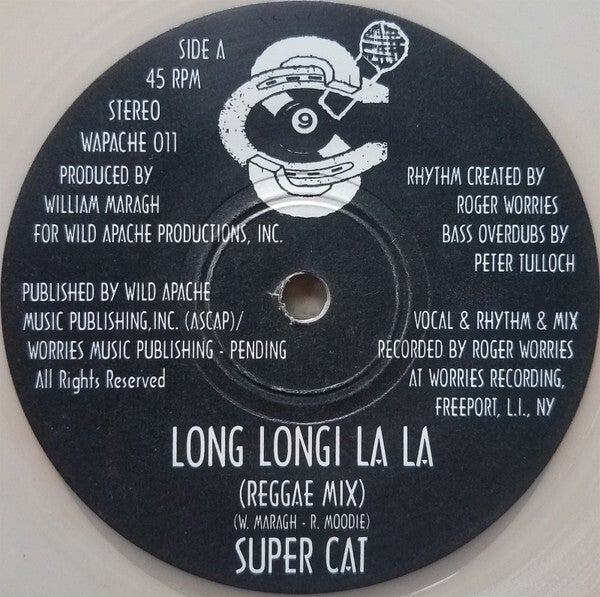 SIDE A
45 RPM
STEREO
WAPACHE 011
PRODUCED BY
WILLIAM MARAGH
FOR WILD APACHE PRODUCTIONS, INC.
PUBLISHED BY WILD APACHE
MUSIC PUBLISHING,INC. (ASCAP)/
WORRIES MUSIC PUBLISHING - PENDING
All Rights Reserved
9
RHYTHM CREATED BY
ROGER WORRIES
BASS OVERDUBS BY
PETER TULLOCH
VOCAL & RHYTHM & MIX
RECORDED BY ROGER WORRIES
AT WORRIES RECORDING,
FREEPORT, L.I., NY
LONG LONGI LA LA
(REGGAE MIX)
(W. MARAGH - R. MOODIE)
SUPER CAT